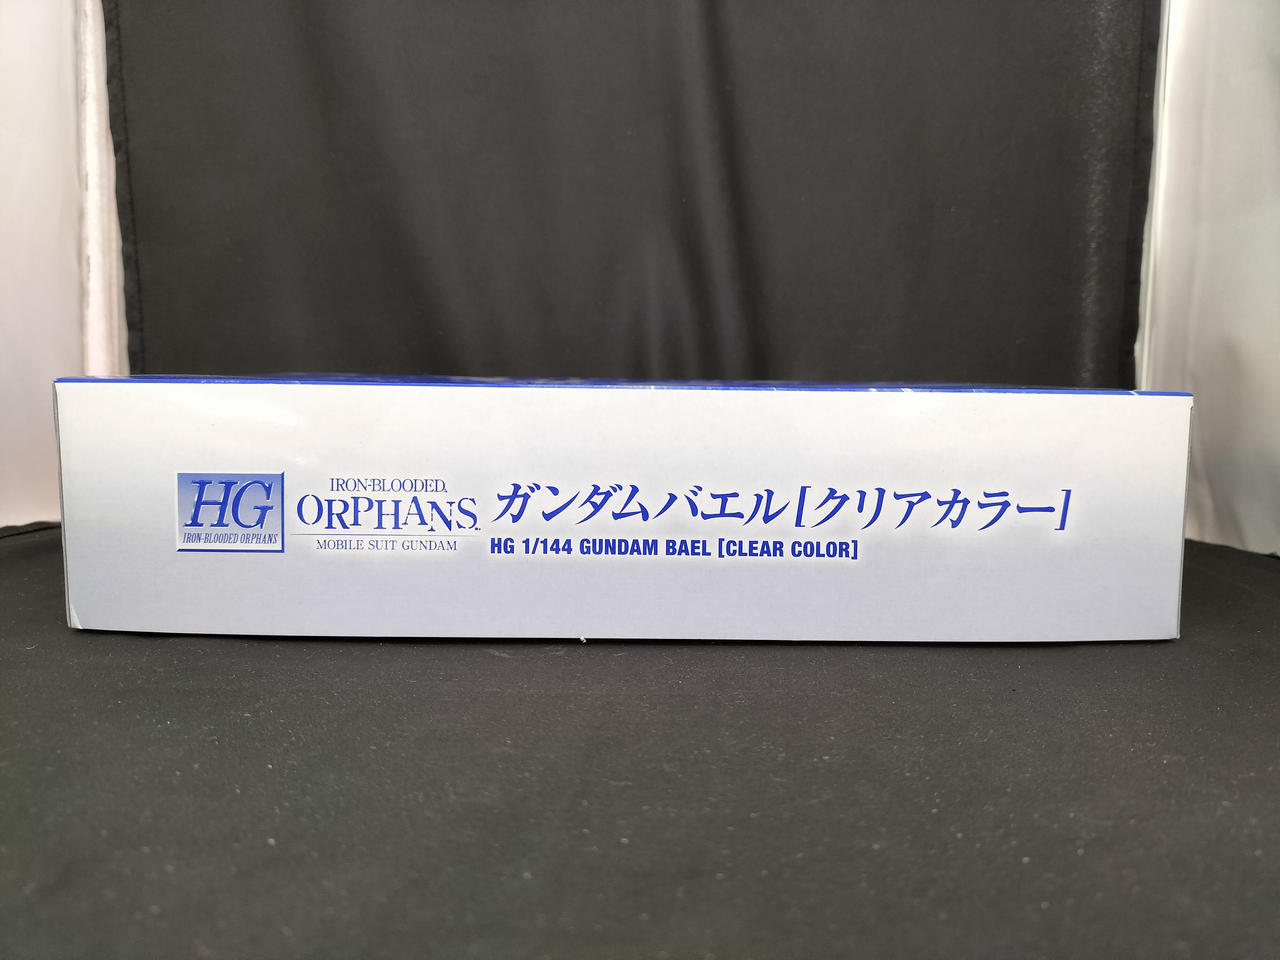 HG
IRON-BLOODED ORPHANS
IRON-BLOODED
ORPHANS
MOBILE SUIT GUNDAM
ガンダムバエル[クリアカラー]
HG 1/144 GUNDAM BAEL [CLEAR COLOR]